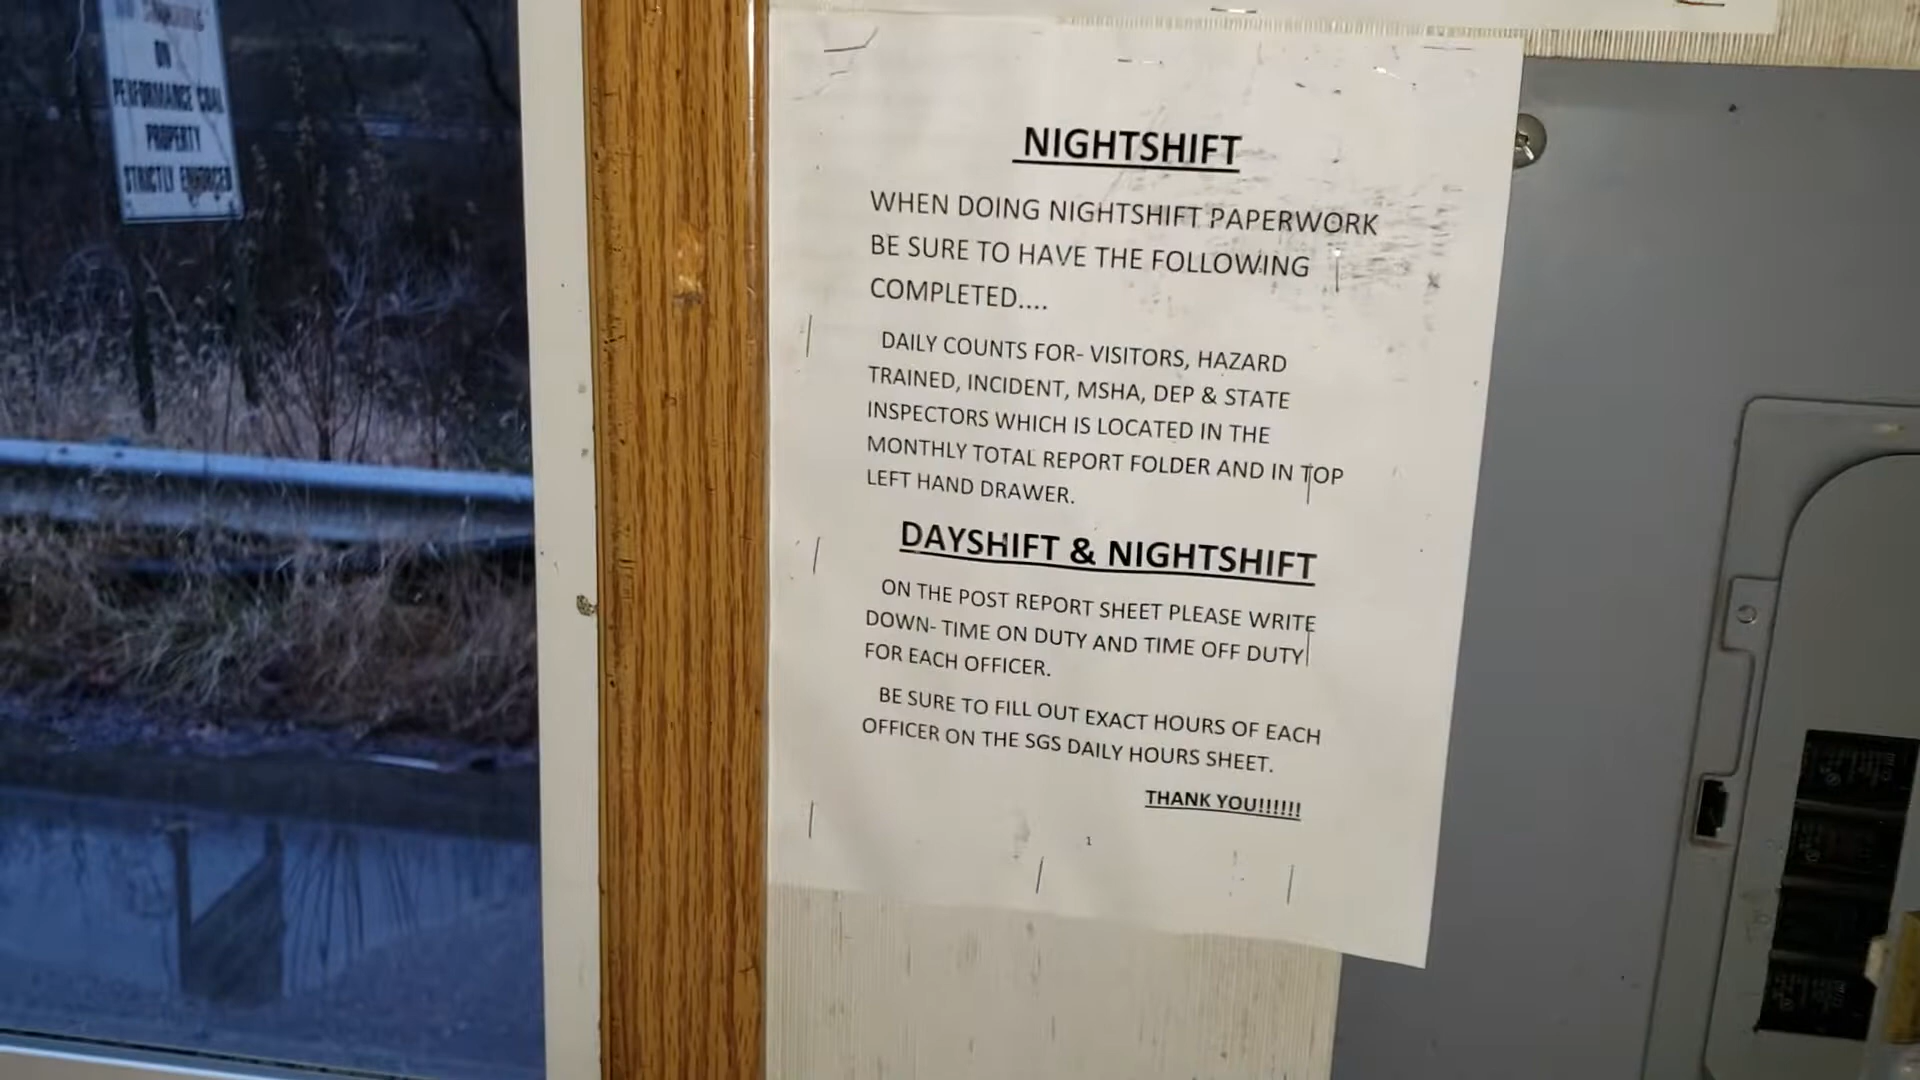 ON
PERFORMANCE COAL
PROPERTY
STRICTLY ENFORCED
NIGHTSHIFT
WHEN DOING NIGHTSHIFT PAPERWORK
BE SURE TO HAVE THE FOLLOWING
COMPLETED....
DAILY COUNTS FOR- VISITORS, HAZARD
TRAINED, INCIDENT, MSHA, DEP & STATE
INSPECTORS WHICH IS LOCATED IN THE
MONTHLY TOTAL REPORT FOLDER AND IN TOP
LEFT HAND DRAWER.
DAYSHIFT & NIGHTSHIFT
ON THE POST REPORT SHEET PLEASE WRITE
DOWN- TIME ON DUTY AND TIME OFF DUTY
FOR EACH OFFICER.
BE SURE TO FILL OUT EXACT HOURS OF EACH
OFFICER ON THE SGS DAILY HOURS SHEET.
THANK YOU!!!!!!
1